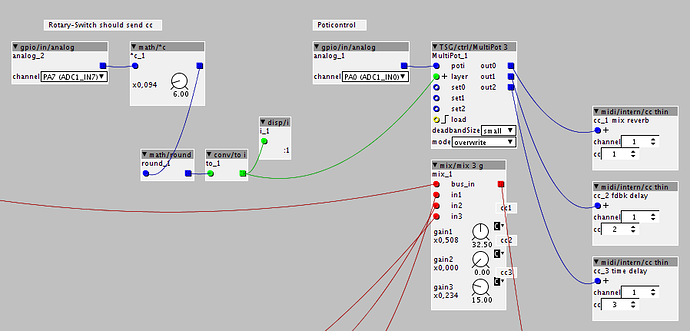 Rotary-Switch should send cc
Poticontrol
gpio/in/analog
analog_2
channel PA7 (ADC1_IN7)
math/*c
*c_1
x0,094
6.00
gpio/in/analog
analog_1
channel PA0 (ADC1_IN0)
TSG/ctrl/MultiPot 3
MultiPot_1
poti out0
layer out1
set0 out2
set1
set2
load
deadbandSize small
mode overwrite
disp/i
i_1
:1
math/round
round_1
conv/to i
to_1
mix/mix 3 g
mix_1
bus_in
in1
in2
in3
gain1
x0,508
32.50
gain2
x0,000
0.00
gain3
x0,234
15.00
cc1
cc2
cc3
midi/intern/cc thin
cc_1 mix reverb
channel 1
cc 1
midi/intern/cc thin
cc_2 fdbk delay
channel 1
cc 2
midi/intern/cc thin
cc_3 time delay
channel 1
cc 3